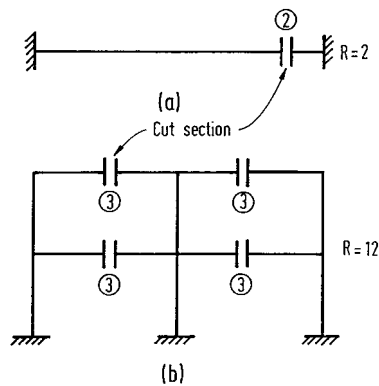 ②
R=2
(a)
Cut section
③ ③
③ ③
R=12
(b)